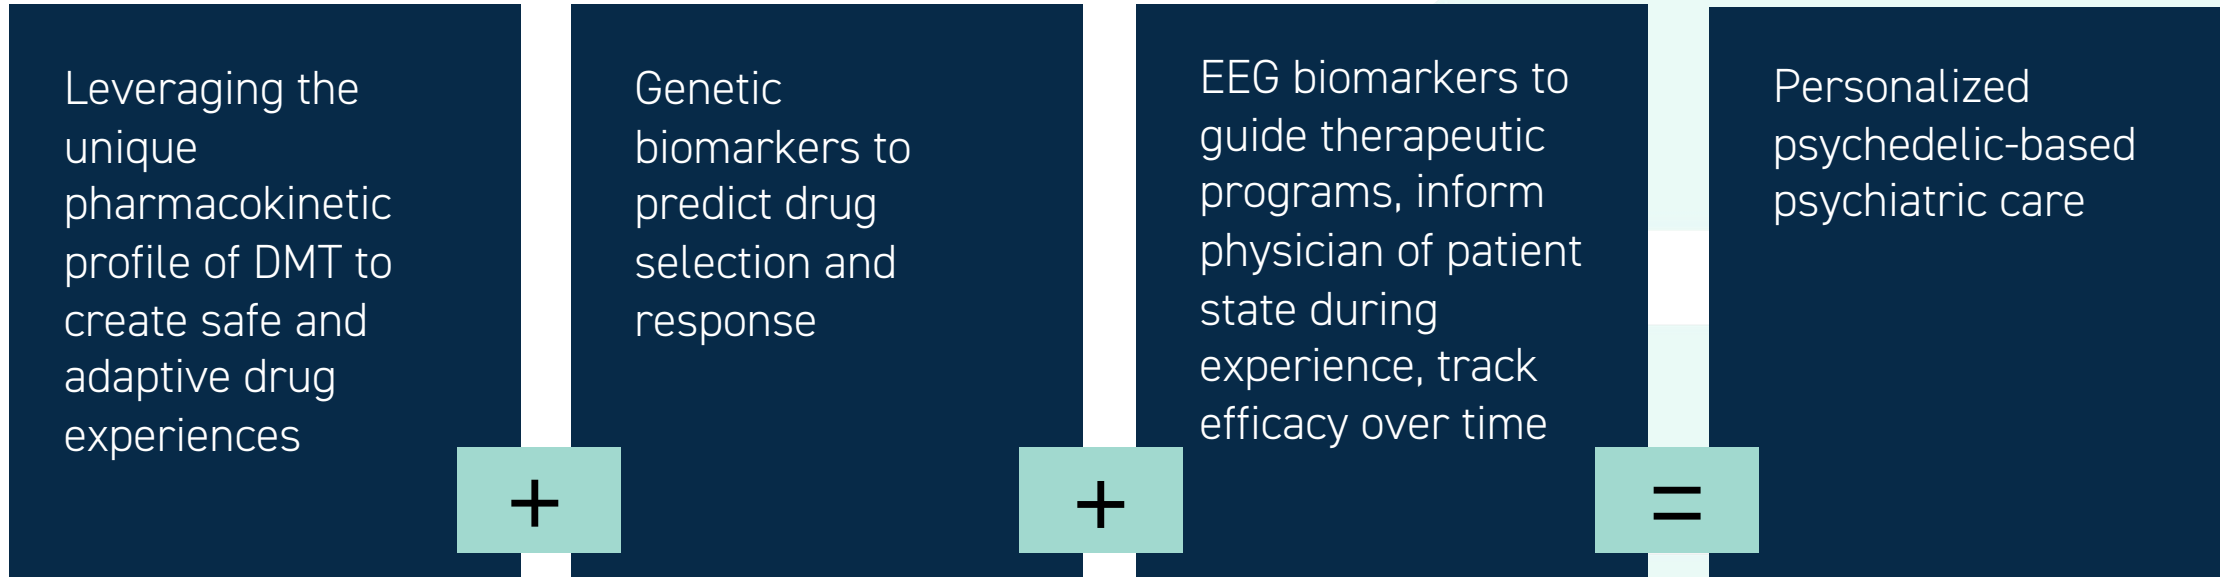 Leveraging the
unique
pharmacokinetic
profile of DMT to
create safe and
adaptive drug
experiences
+
Genetic
biomarkers to
predict drug
selection and
response
+
EEG biomarkers to
guide therapeutic
programs, inform
physician of patient
state during
experience, track
efficacy over time
=
Personalized
psychedelic-based
psychiatric care